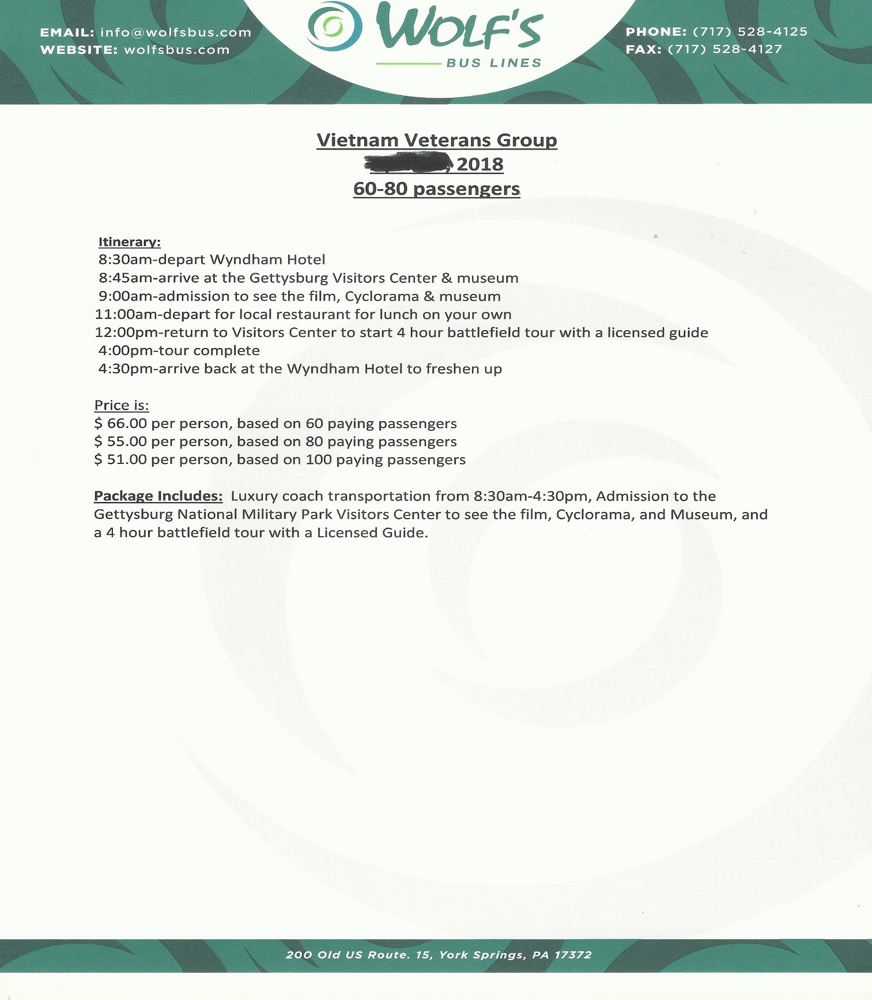 EMAIL: info@wolfsbus.com
WEBSITE: wolfsbus.com
WOLF'S
BUS LINES
PHONE: (717) 528-4125
FAX: (717) 528-4127
Vietnam Veterans Group
, 2018
60-80 passengers
Itinerary:
8:30am-depart Wyndham Hotel
8:45am-arrive at the Gettysburg Visitors Center & museum
9:00am-admission to see the film, Cyclorama & museum
11:00am-depart for local restaurant for lunch on your own
12:00pm-return to Visitors Center to start 4 hour battlefield tour with a licensed guide
4:00pm-tour complete
4:30pm-arrive back at the Wyndham Hotel to freshen up
Price is:
$ 66.00 per person, based on 60 paying passengers
$ 55.00 per person, based on 80 paying passengers
$ 51.00 per person, based on 100 paying passengers
Package Includes: Luxury coach transportation from 8:30am-4:30pm, Admission to the
Gettysburg National Military Park Visitors Center to see the film, Cyclorama, and Museum, and
a 4 hour battlefield tour with a Licensed Guide.
200 Old US Route. 15, York Springs, PA 17372